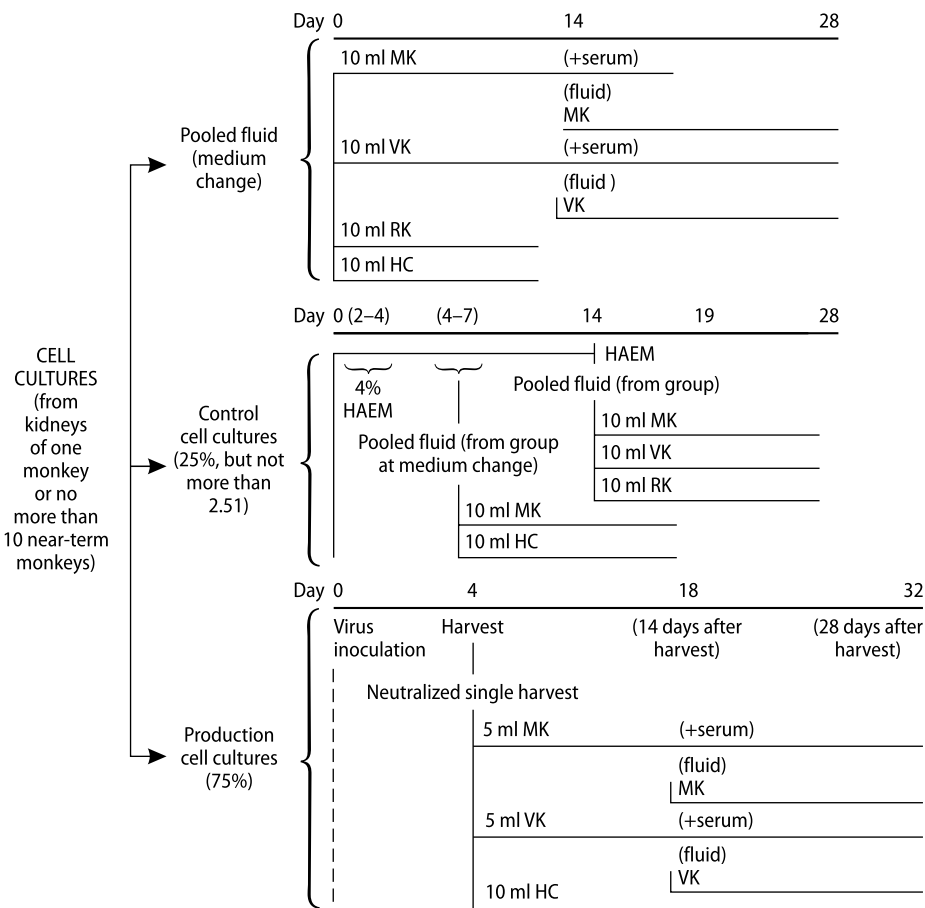 Day 0 14 28
10 ml MK (+serum)
(fluid)
MK
10 ml VK (+serum)
(fluid )
VK
10 ml RK
10 ml HC
Pooled fluid
(medium
change)
Day 0 (2–4) (4–7) 14 19 28
HAEM
4%
HAEM
Pooled fluid (from group)
10 ml MK
10 ml VK
10 ml RK
Pooled fluid (from group
at medium change)
10 ml MK
10 ml HC
CELL
CULTURES
(from
kidneys
of one
monkey
or no
more than
10 near-term
monkeys)
Control
cell cultures
(25%, but not
more than
2.51)
Day 0 4 18 32
Virus
inoculation
Harvest
(14 days after
harvest)
(28 days after
harvest)
Neutralized single harvest
5 ml MK (+serum)
(fluid)
MK
5 ml VK (+serum)
(fluid)
VK
10 ml HC
Production
cell cultures
(75%)